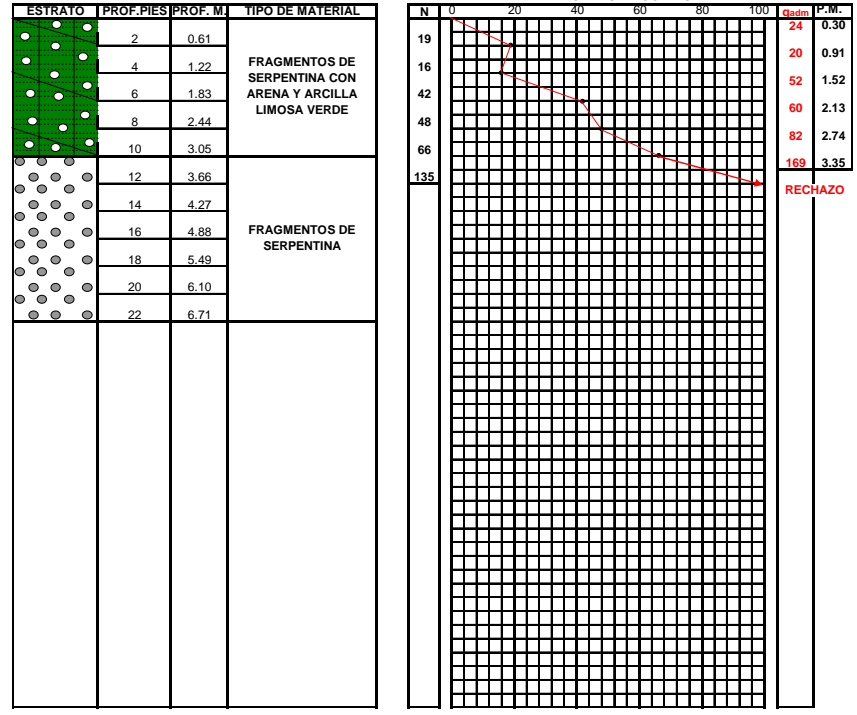 ESTRATO PROF.PIES PROF. M. TIPO DE MATERIAL
2 0.61
4 1.22
6 1.83
8 2.44
10 3.05
FRAGMENTOS DE
SERPENTINA CON
ARENA Y ARCILLA
LIMOSA VERDE
12 3.66
14 4.27
16 4.88
18 5.49
20 6.10
22 6.71
FRAGMENTOS DE
SERPENTINA
N 0 20 40 60 80 100 qadm P.M.
19
16
42
48
66
135
24 0.30
20 0.91
52 1.52
60 2.13
82 2.74
169 3.35
RECHAZO